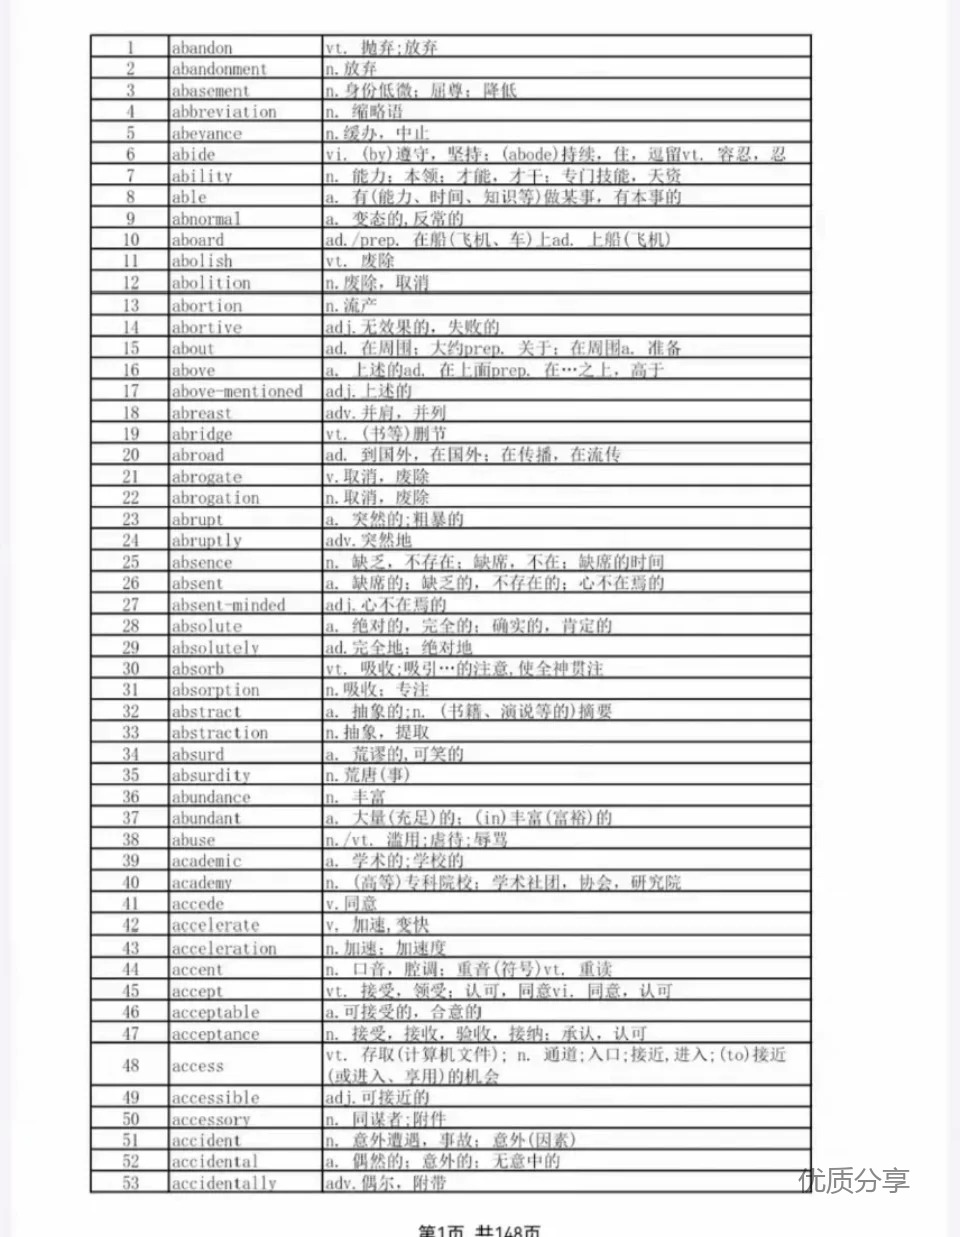 1 abandon vt. 抛弃;放弃
2 abandonment n.放弃
3 abasement n.身份低微; 屈尊; 降低
4 abbreviation n. 缩略语
5 abeyance n.缓办, 中止
6 abide vi. (by)遵守, 坚持; (abode)持续, 住, 逗留vt. 容忍, 忍
7 ability n. 能力; 本领; 才能, 才干; 专门技能, 天资
8 able a. 有(能力、时间、知识等)做某事, 有本事的
9 abnormal a. 变态的,反常的
10 aboard ad./prep. 在船(飞机、车)上ad. 上船(飞机)
11 abolish vt. 废除
12 abolition n.废除, 取消
13 abortion n.流产
14 abortive adj.无效果的, 失败的
15 about ad. 在周围; 大约prep. 关于; 在周围a. 准备
16 above a. 上述的ad. 在上面prep. 在…之上, 高于
17 above-mentioned adj.上述的
18 abreast adv.并肩, 并列
19 abridge vt. (书等)删节
20 abroad ad. 到国外, 在国外; 在传播, 在流传
21 abrogate v.取消, 废除
22 abrogation n.取消, 废除
23 abrupt a. 突然的;粗暴的
24 abruptly adv.突然地
25 absence n. 缺乏, 不存在; 缺席, 不在; 缺席的时间
26 absent a. 缺席的; 缺乏的, 不存在的; 心不在焉的
27 absent-minded adj.心不在焉的
28 absolute a. 绝对的, 完全的; 确实的, 肯定的
29 absolutely ad.完全地; 绝对地
30 absorb vt. 吸收;吸引…的注意,使全神贯注
31 absorption n.吸收; 专注
32 abstract a. 抽象的;n. (书籍、演说等的)摘要
33 abstraction n.抽象, 提取
34 absurd a. 荒谬的,可笑的
35 absurdity n.荒唐(事)
36 abundance n. 丰富
37 abundant a. 大量(充足)的; (in)丰富(富裕)的
38 abuse n./vt. 滥用;虐待;辱骂
39 academic a. 学术的;学校的
40 academy n. (高等)专科院校; 学术社团, 协会, 研究院
41 accede v.同意
42 accelerate v. 加速,变快
43 acceleration n.加速; 加速度
44 accent n. 口音, 腔调; 重音(符号)vt. 重读
45 accept vt. 接受, 领受; 认可, 同意vi. 同意, 认可
46 acceptable a.可接受的, 合意的
47 acceptance n. 接受, 接收, 验收, 接纳; 承认, 认可
48 access vt. 存取(计算机文件); n. 通道;入口;接近,进入;(to)接近
(或进入、享用)的机会
49 accessible adj.可接近的
50 accessory n. 同谋者;附件
51 accident n. 意外遭遇, 事故; 意外(因素)
52 accidental a. 偶然的; 意外的; 无意中的
53 accidentally adv.偶尔, 附带
优质分享
第1页 共148页